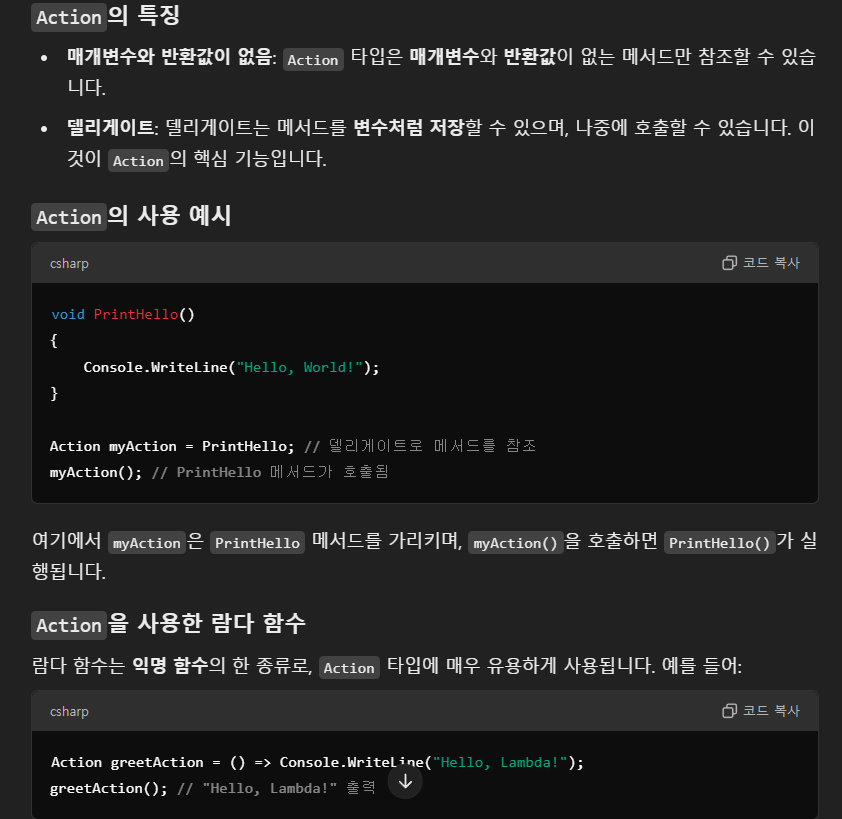 Action의 특징
• 매개변수와 반환값이 없음: Action 타입은 매개변수와 반환값이 없는 메서드만 참조할 수 있습
니다.
• 델리게이트: 델리게이트는 메서드를 변수처럼 저장할 수 있으며, 나중에 호출할 수 있습니다. 이
것이 Action의 핵심 기능입니다.
Action의 사용 예시
csharp 코드 복사
void PrintHello()
{
    Console.WriteLine("Hello, World!");
}
Action myAction = PrintHello; // 델리게이트로 메서드를 참조
myAction(); // PrintHello 메서드가 호출됨
여기에서 myAction은 PrintHello 메서드를 가리키며, myAction()을 호출하면 PrintHello()가 실
행됩니다.
Action을 사용한 람다 함수
람다 함수는 익명 함수의 한 종류로, Action 타입에 매우 유용하게 사용됩니다. 예를 들어:
csharp 코드 복사
Action greetAction = () => Console.WriteLine("Hello, Lambda!");
greetAction(); // "Hello, Lambda!" 출력